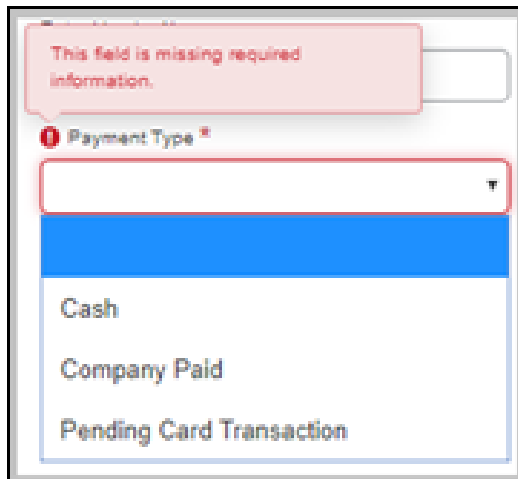 This field is missing required
information.
Payment Type *
Cash
Company Paid
Pending Card Transaction